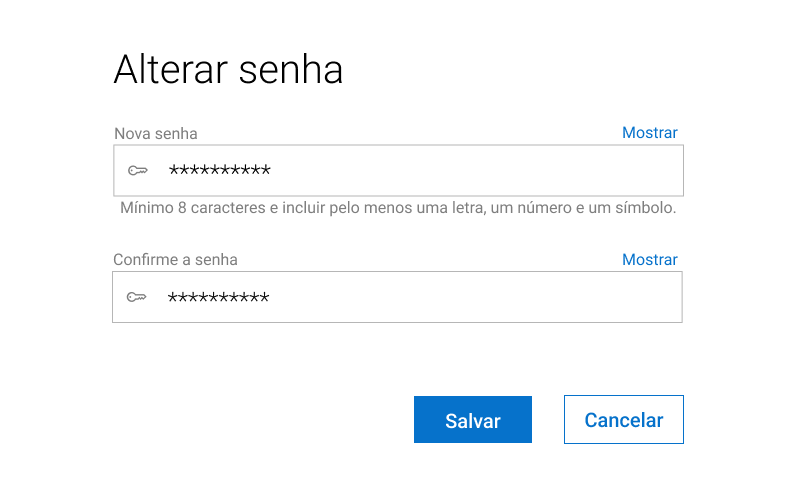 Alterar senha
Nova senha Mostrar
**********
Mínimo 8 caracteres e incluir pelo menos uma letra, um número e um símbolo.
Confirme a senha Mostrar
**********
Salvar Cancelar